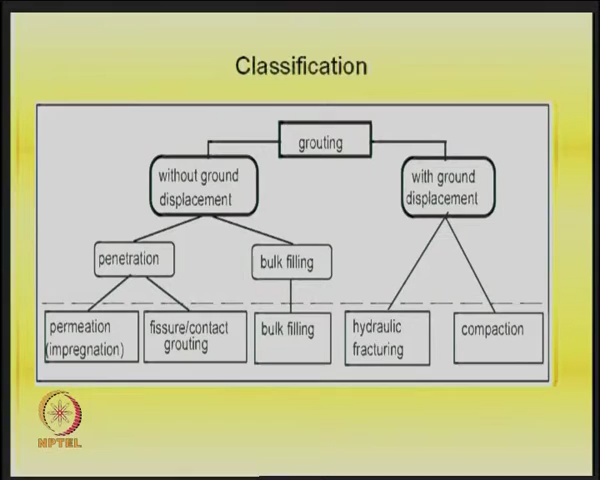 Classification
grouting
without ground
displacement
with ground
displacement
penetration
bulk filling
permeation
(impregnation)
fissure/contact
grouting
bulk filling
hydraulic
fracturing
compaction
NPTEL